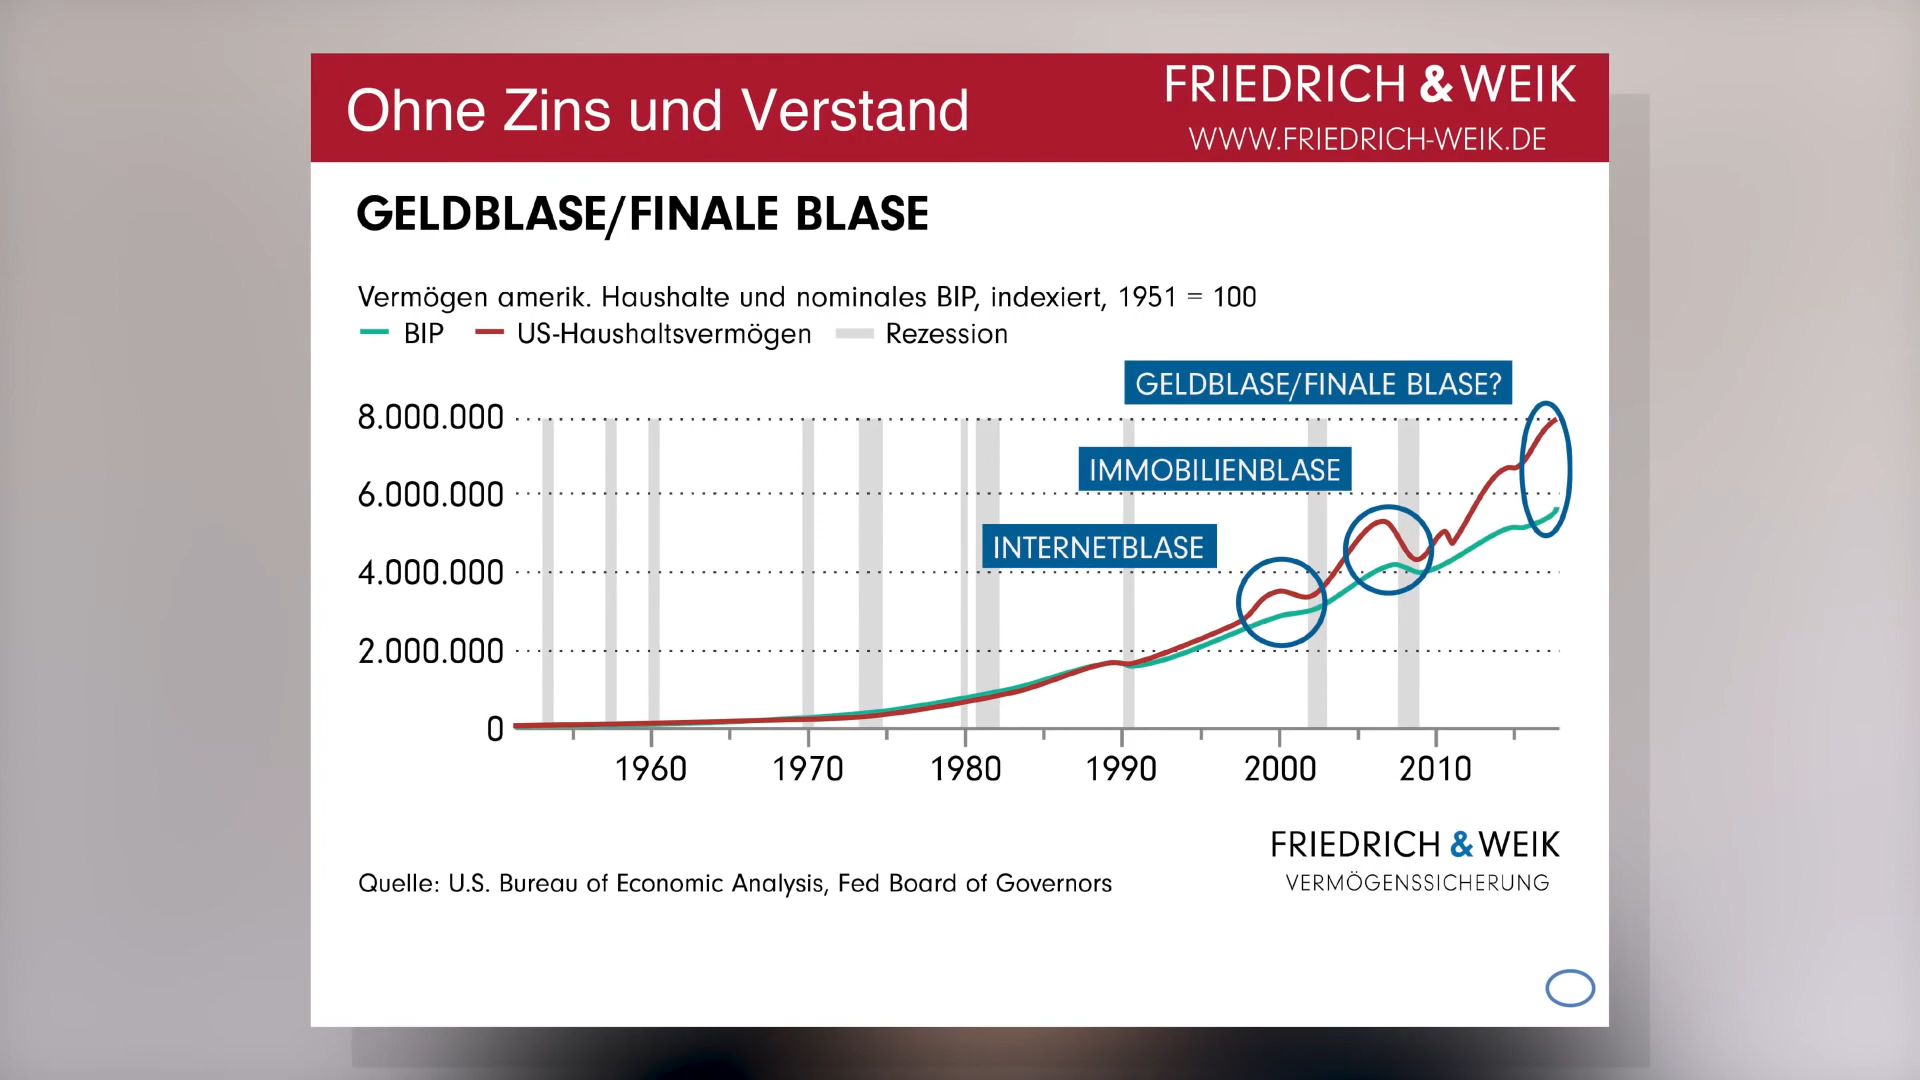 Ohne Zins und Verstand
FRIEDRICH & WEIK
WWW.FRIEDRICH-WEIK.DE
GELDBLASE/FINALE BLASE
Vermögen amerik. Haushalte und nominales BIP, indexiert, 1951 = 100
BIP US-Haushaltsvermögen Rezession
GELDBLASE/FINALE BLASE?
8.000.000
IMMOBILIENBLASE
6.000.000
INTERNETBLASE
4.000.000
2.000.000
0
1960 1970 1980 1990 2000 2010
FRIEDRICH & WEIK
VERMÖGENSSICHERUNG
Quelle: U.S. Bureau of Economic Analysis, Fed Board of Governors